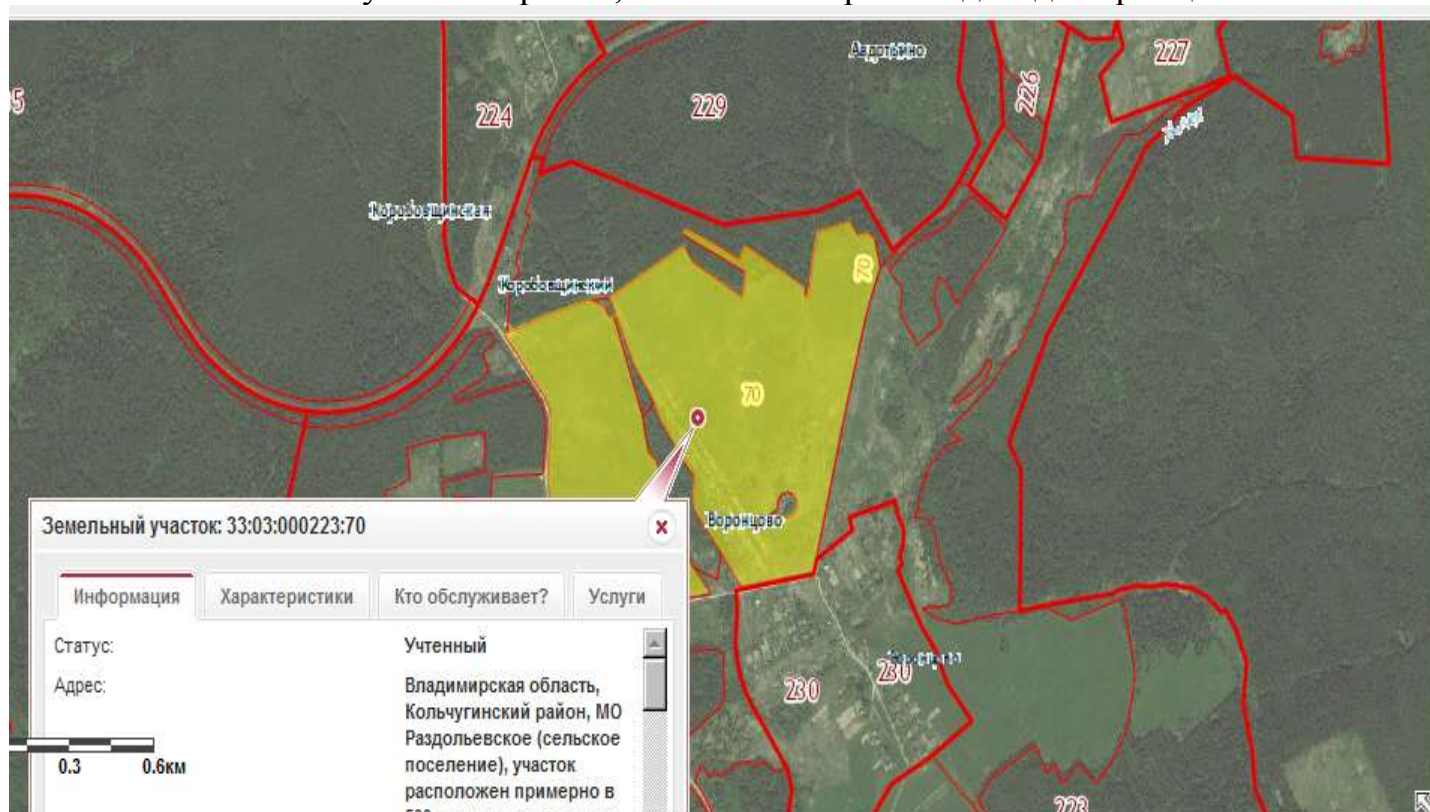 5
224
229
Авдотьино
226
227
Коробовщинская
Коробовщинский
70
70
Воронцово
Земельный участок: 33:03:000223:70
Информация
Характеристики
Кто обслуживает?
Услуги
Статус:
Учтенный
Адрес:
Владимирская область,
Кольчугинский район, МО
Раздольевское (сельское
поселение), участок
расположен примерно в
0.3
0.6км
230
230
223